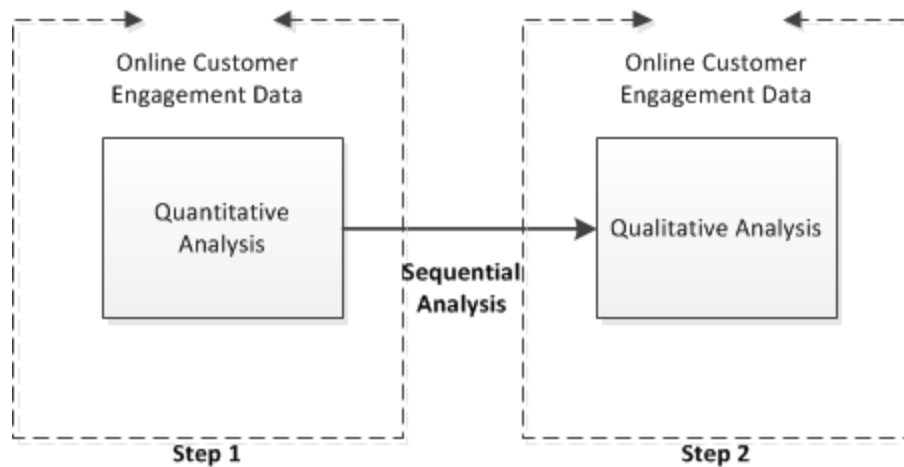 Online Customer
Engagement Data
Online Customer
Engagement Data
Quantitative
Analysis
Qualitative Analysis
Sequential
Analysis
Step 1
Step 2